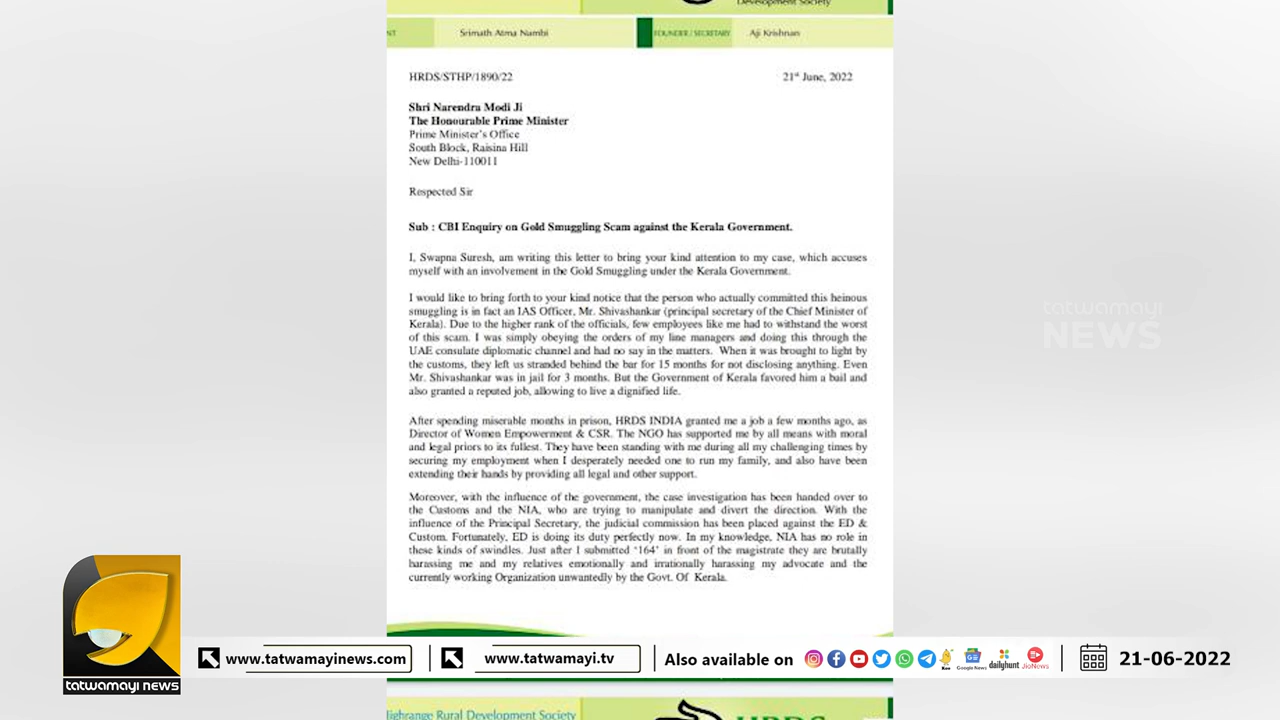 Development Society
NT Srimath Atma Nambi FOUNDER / SECRETARY Aji Krishnan
HRDS/STHP/1890/22 21st June, 2022
Shri Narendra Modi Ji
The Honourable Prime Minister
Prime Minister's Office
South Block, Raisina Hill
New Delhi-110011
Respected Sir
Sub : CBI Enquiry on Gold Smuggling Scam against the Kerala Government.
I, Swapna Suresh, am writing this letter to bring your kind attention to my case, which accuses
myself with an involvement in the Gold Smuggling under the Kerala Government.
I would like to bring forth to your kind notice that the person who actually committed this heinous
smuggling is in fact an IAS Officer, Mr. Shivashankar (principal secretary of the Chief Minister of
Kerala). Due to the higher rank of the officials, few employees like me had to withstand the worst
of this scam. I was simply obeying the orders of my line managers and doing this through the
UAE consulate diplomatic channel and had no say in the matters. When it was brought to light by
the customs, they left us stranded behind the bar for 15 months for not disclosing anything. Even
Mr. Shivashankar was in jail for 3 months. But the Government of Kerala favored him a bail and
also granted a reputed job, allowing to live a dignified life.
After spending miserable months in prison, HRDS INDIA granted me a job a few months ago, as
Director of Women Empowerment & CSR. The NGO has supported me by all means with moral
and legal priors to its fullest. They have been standing with me during all my challenging times by
securing my employment when I desperately needed one to run my family, and also have been
extending their hands by providing all legal and other support.
Moreover, with the influence of the government, the case investigation has been handed over to
the Customs and the NIA, who are trying to manipulate and divert the direction. With the
influence of the Principal Secretary, the judicial commission has been placed against the ED &
Custom. Fortunately, ED is doing its duty perfectly now. In my knowledge, NIA has no role in
these kinds of swindles. Just after I submitted '164' in front of the magistrate they are brutally
harassing me and my relatives emotionally and irrationally harassing my advocate and the
currently working Organization unwantedly by the Govt. Of Kerala.
tatwamayi
NEWS
tatwamayi news
www.tatwamayinews.com www.tatwamayi.tv Also available on Koo Google News dailyhunt JioNews 21-06-2022
Highrange Rural Development Society HRDS